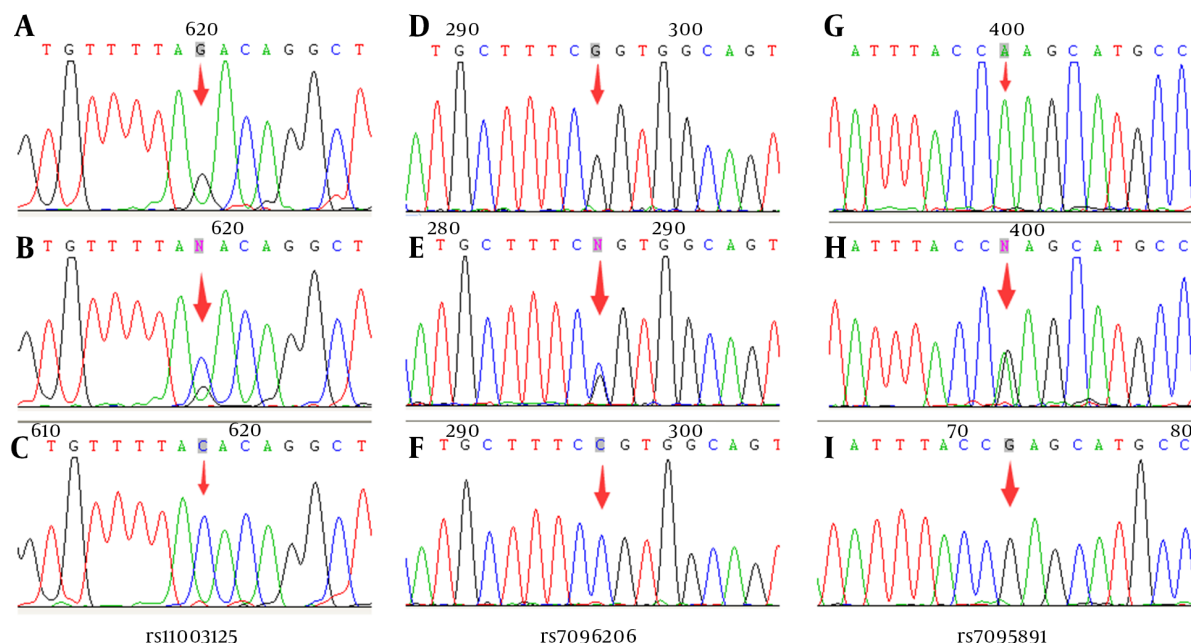 A
620
T G T T T T A G A C A G G C T
D
290
300
T G C T T T C G G T G G C A G T
G
400
A T T T A C C A A G C A T G C C
B
620
T G T T T T A N A C A G G C T
E
280
290
T G C T T T C N G T G G C A G T
H
400
A T T T A C C N A G C A T G C C
C
610
620
T G T T T T A C A C A G G C T
F
290
300
T G C T T T C C G T G G C A G T
I
70
80
A T T T A C C G A G C A T G C C
rs11003125
rs7096206
rs7095891